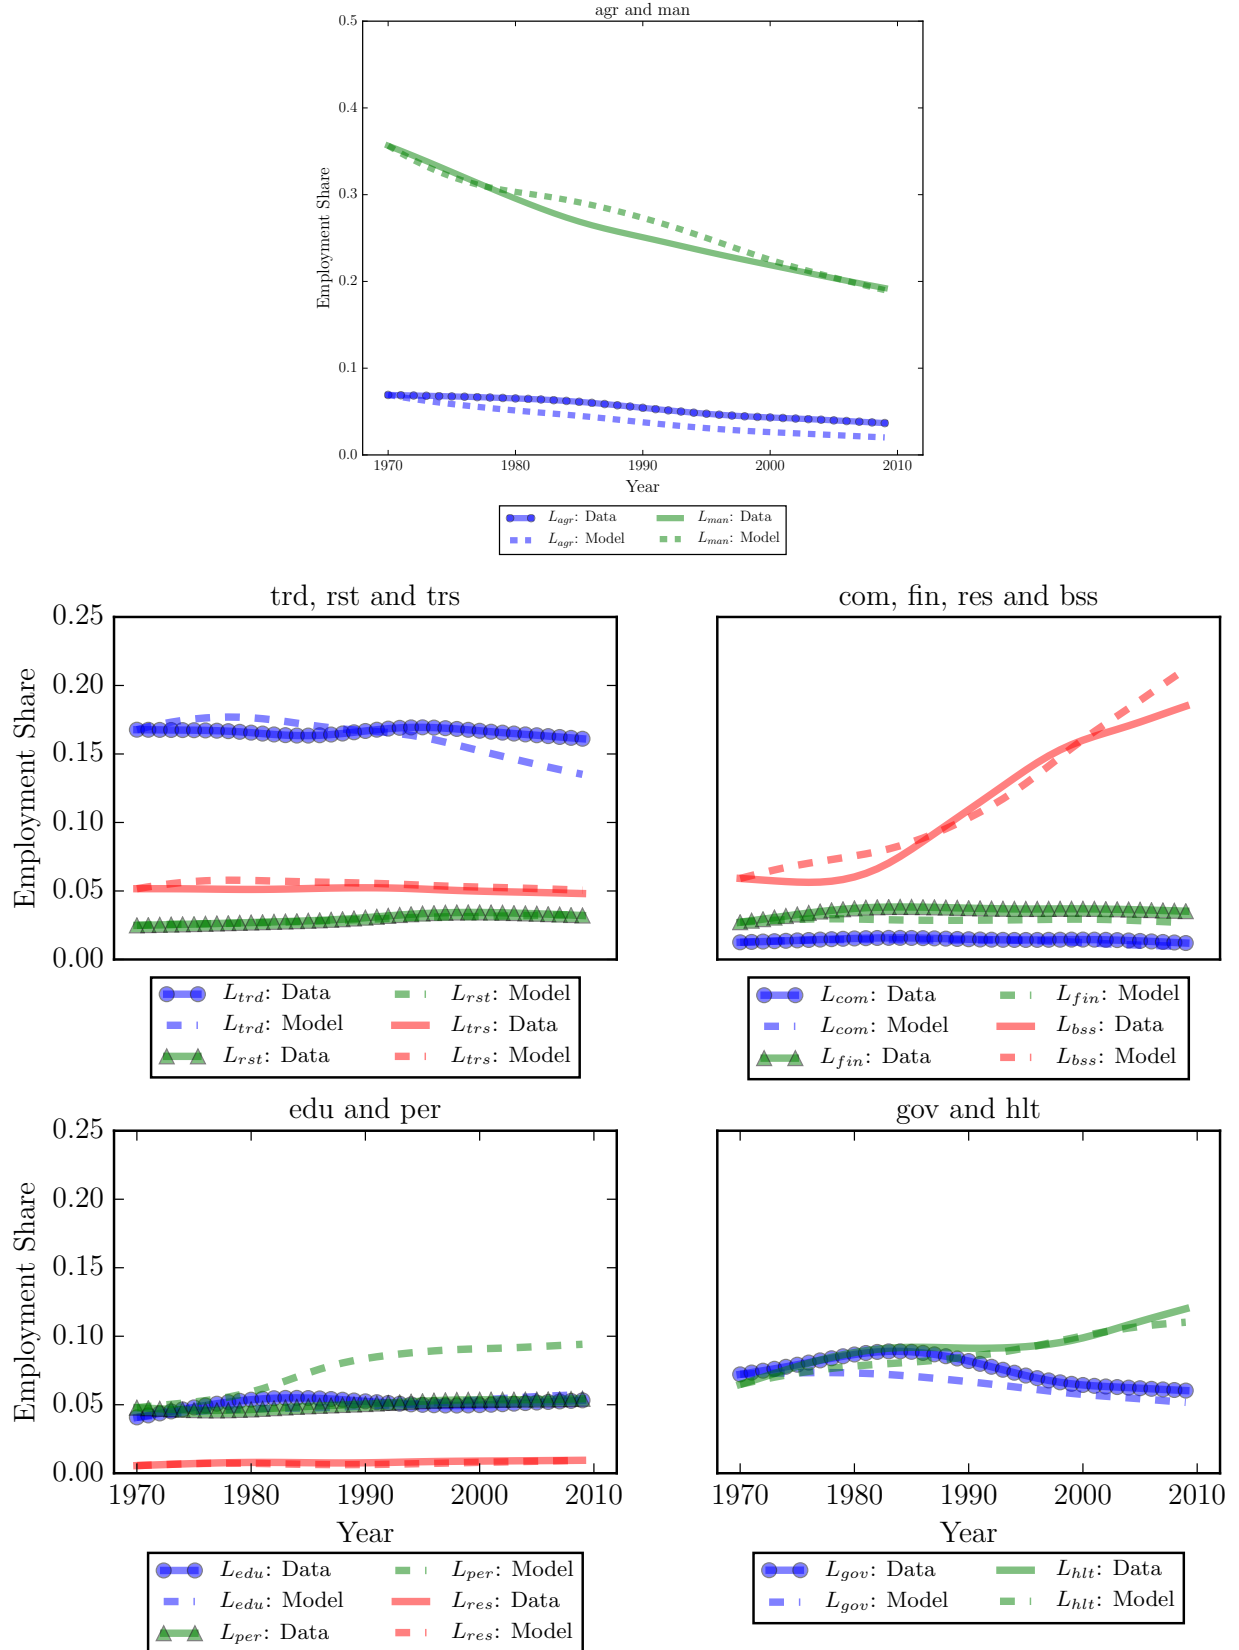 agr and man
0.5
0.4
0.3
0.2
0.1
0.0
Employment Share
1970 1980 1990 2000 2010
Year
L_agr: Data L_man: Data
L_agr: Model L_man: Model
trd, rst and trs
com, fin, res and bss
0.25
0.20
0.15
0.10
0.05
0.00
Employment Share
L_trd: Data L_rst: Model
L_trd: Model L_trs: Data
L_rst: Data L_trs: Model
L_com: Data L_fin: Model
L_com: Model L_bss: Data
L_fin: Data L_bss: Model
edu and per
gov and hlt
0.25
0.20
0.15
0.10
0.05
0.00
Employment Share
1970 1980 1990 2000 2010
Year
1970 1980 1990 2000 2010
Year
L_edu: Data L_per: Model
L_edu: Model L_res: Data
L_per: Data L_res: Model
L_gov: Data L_hlt: Data
L_gov: Model L_hlt: Model